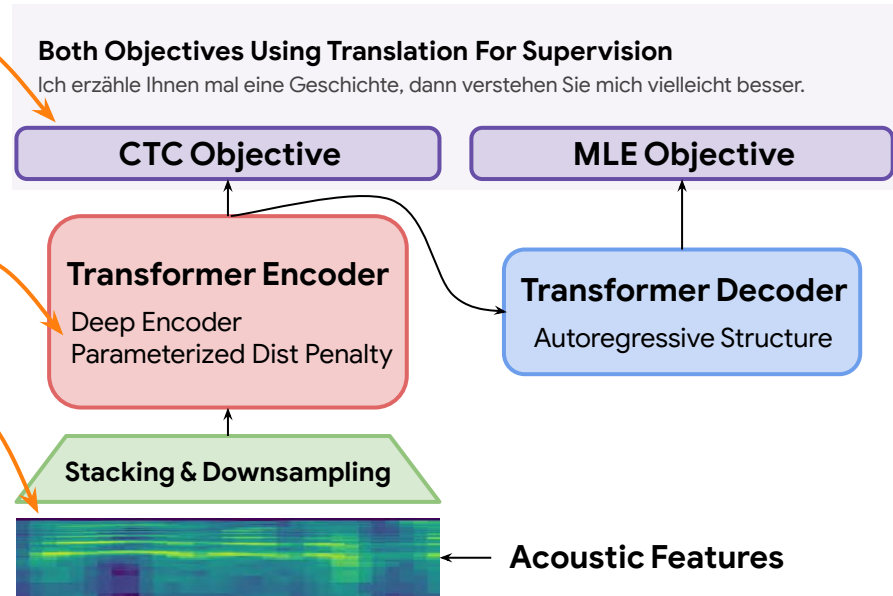 Both Objectives Using Translation For Supervision
Ich erzähle Ihnen mal eine Geschichte, dann verstehen Sie mich vielleicht besser.
CTC Objective
MLE Objective
Transformer Encoder
Deep Encoder
Parameterized Dist Penalty
Transformer Decoder
Autoregressive Structure
Stacking & Downsampling
Acoustic Features